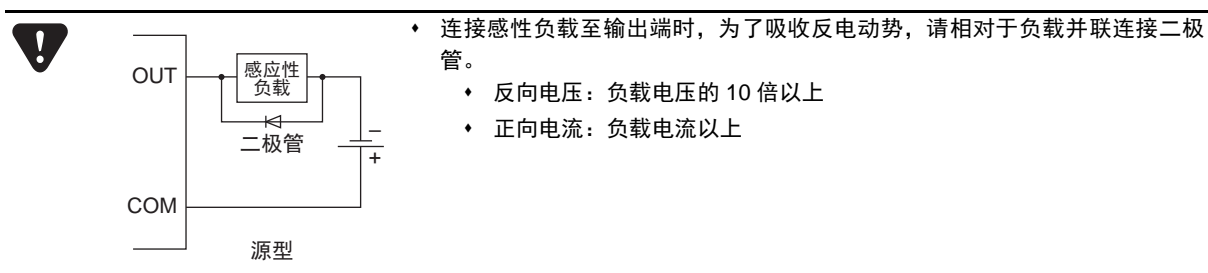 ♦ 连接感性负载至输出端时，为了吸收反电动势，请相对于负载并联连接二极
管。
♦ 反向电压：负载电压的 10 倍以上
♦ 正向电流：负载电流以上
OUT
感应性
负载
二极管
−
+
COM
源型